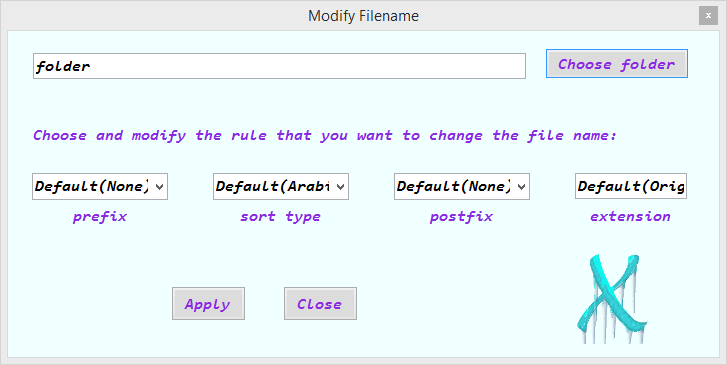 Modify Filename
x
folder
Choose folder
Choose and modify the rule that you want to change the file name:
Default(None)
Default(Arabi
Default(None)
Default(Orig
prefix
sort type
postfix
extension
Apply
Close